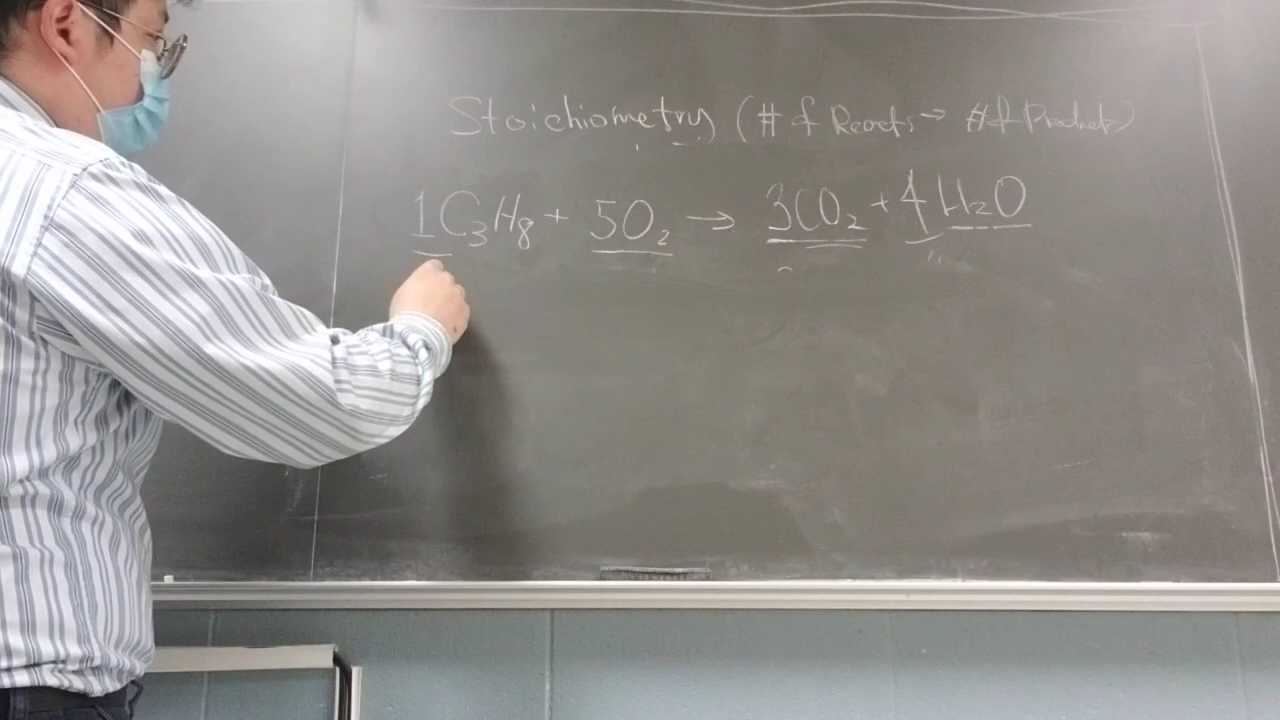 Stoichiometry (# of Reacts → # of Products)
1C₃H₈ + 5O₂ → 3CO₂ + 4H₂O